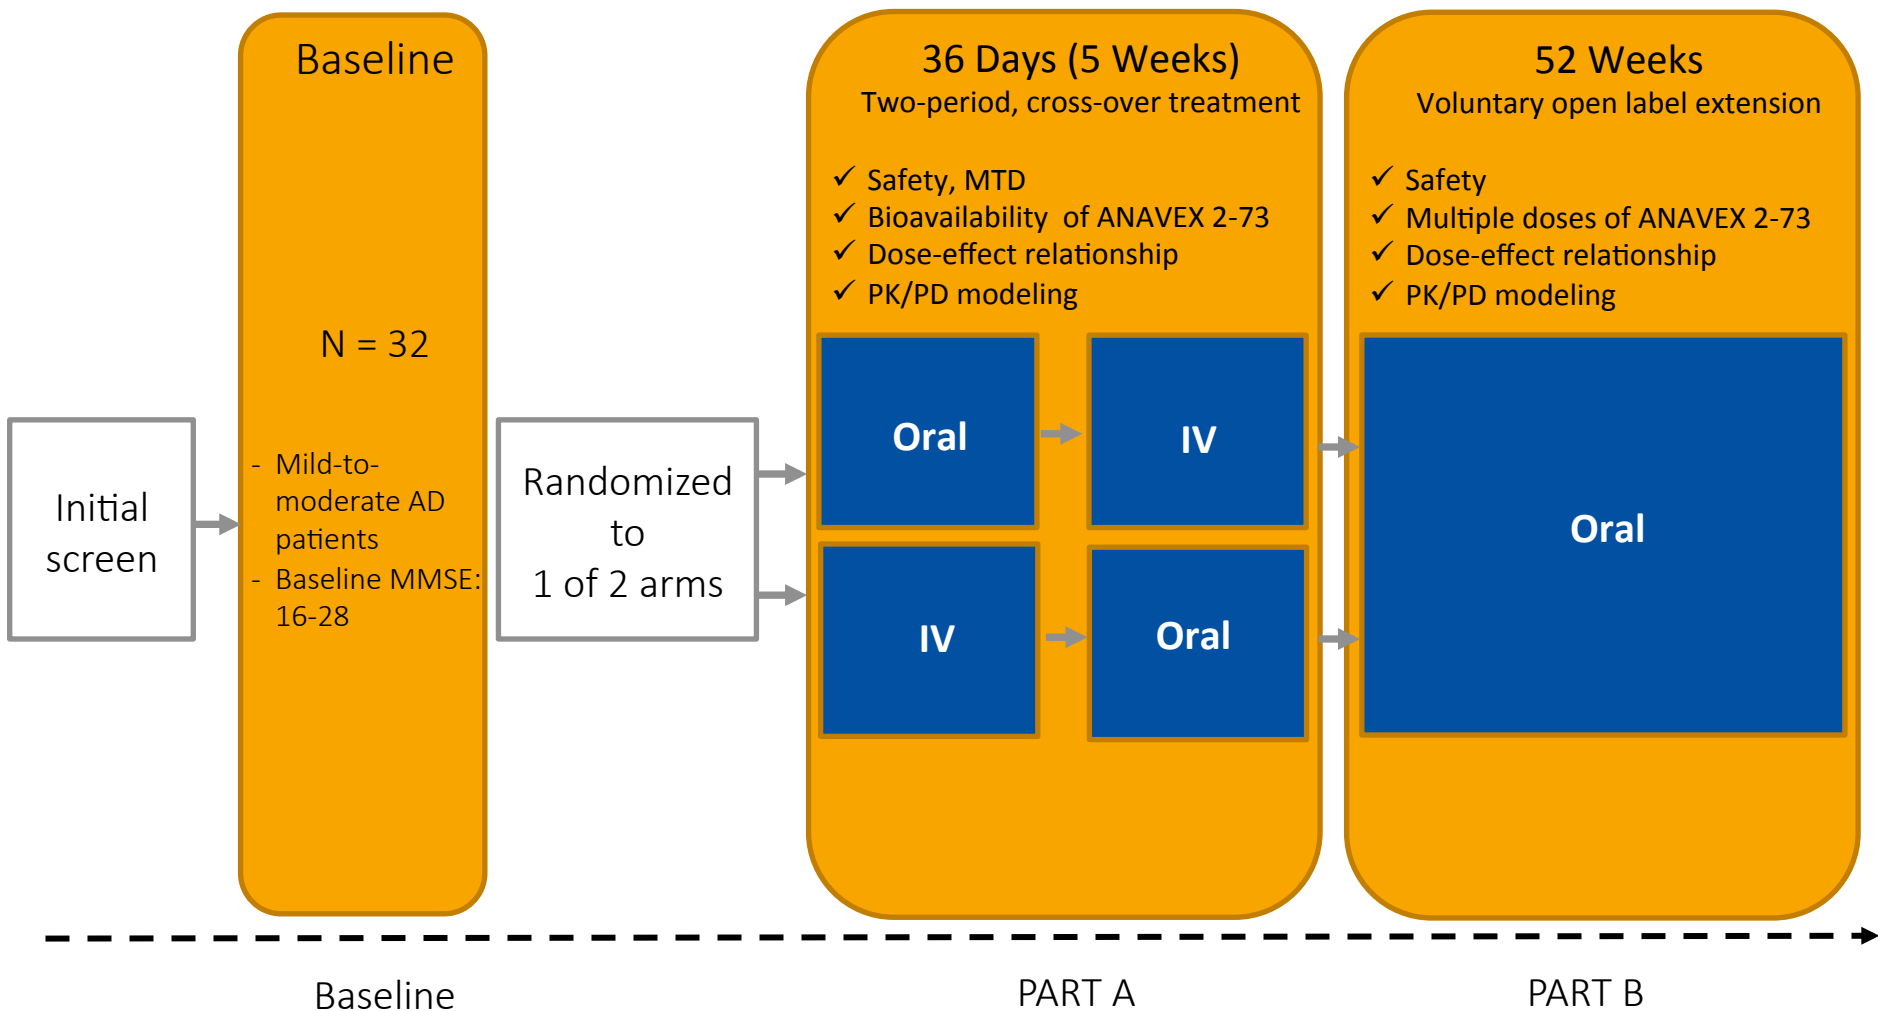 Baseline
N = 32
- Mild-to-
moderate AD
patients
- Baseline MMSE:
16-28
Initial
screen
Randomized
to
1 of 2 arms
36 Days (5 Weeks)
Two-period, cross-over treatment
✓ Safety, MTD
✓ Bioavailability of ANAVEX 2-73
✓ Dose-effect relationship
✓ PK/PD modeling
Oral
IV
IV
Oral
52 Weeks
Voluntary open label extension
✓ Safety
✓ Multiple doses of ANAVEX 2-73
✓ Dose-effect relationship
✓ PK/PD modeling
Oral
Baseline
PART A
PART B